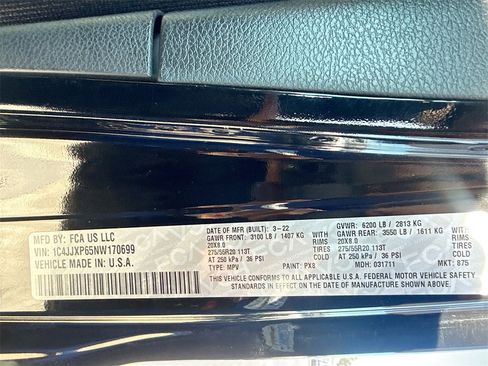 MFD BY: FCA US LLC
DATE OF MFR (BUILT): 3-22
GVWR: 6200 LB / 2813 KG
GAWR FRONT: 3100 LB / 1407 KG
WITH
GAWR REAR: 3550 LB / 1611 KG
WITH
20X8.0
RIMS
20X8.0
RIMS
VIN: 1C4JJXP65NW170699
275/55R20 113T
TIRES
275/55R20 113T
TIRES
AT 250 kPa / 36 PSI
COLD
AT 250 kPa / 36 PSI
COLD
VEHICLE MADE IN U.S.A.
TYPE: MPV
PAINT: PX8
MDH: 031711
MKT: 875
THIS VEHICLE CONFORMS TO ALL APPLICABLE U.S.A. FEDERAL MOTOR VEHICLE SAFETY
STANDARDS IN EFFECT ON THE DATE OF MANUFACTURE SHOWN ABOVE.